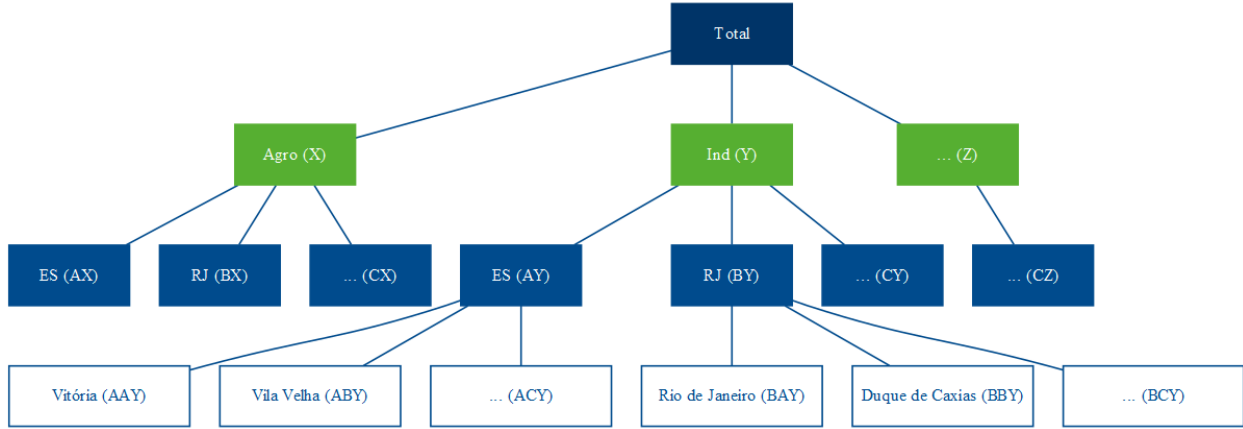 Total
Agro (X)
Ind (Y)
... (Z)
ES (AX)
RJ (BX)
... (CX)
ES (AY)
RJ (BY)
... (CY)
... (CZ)
Vitória (AAY)
Vila Velha (ABY)
... (ACY)
Rio de Janeiro (BAY)
Duque de Caxias (BBY)
... (BCY)